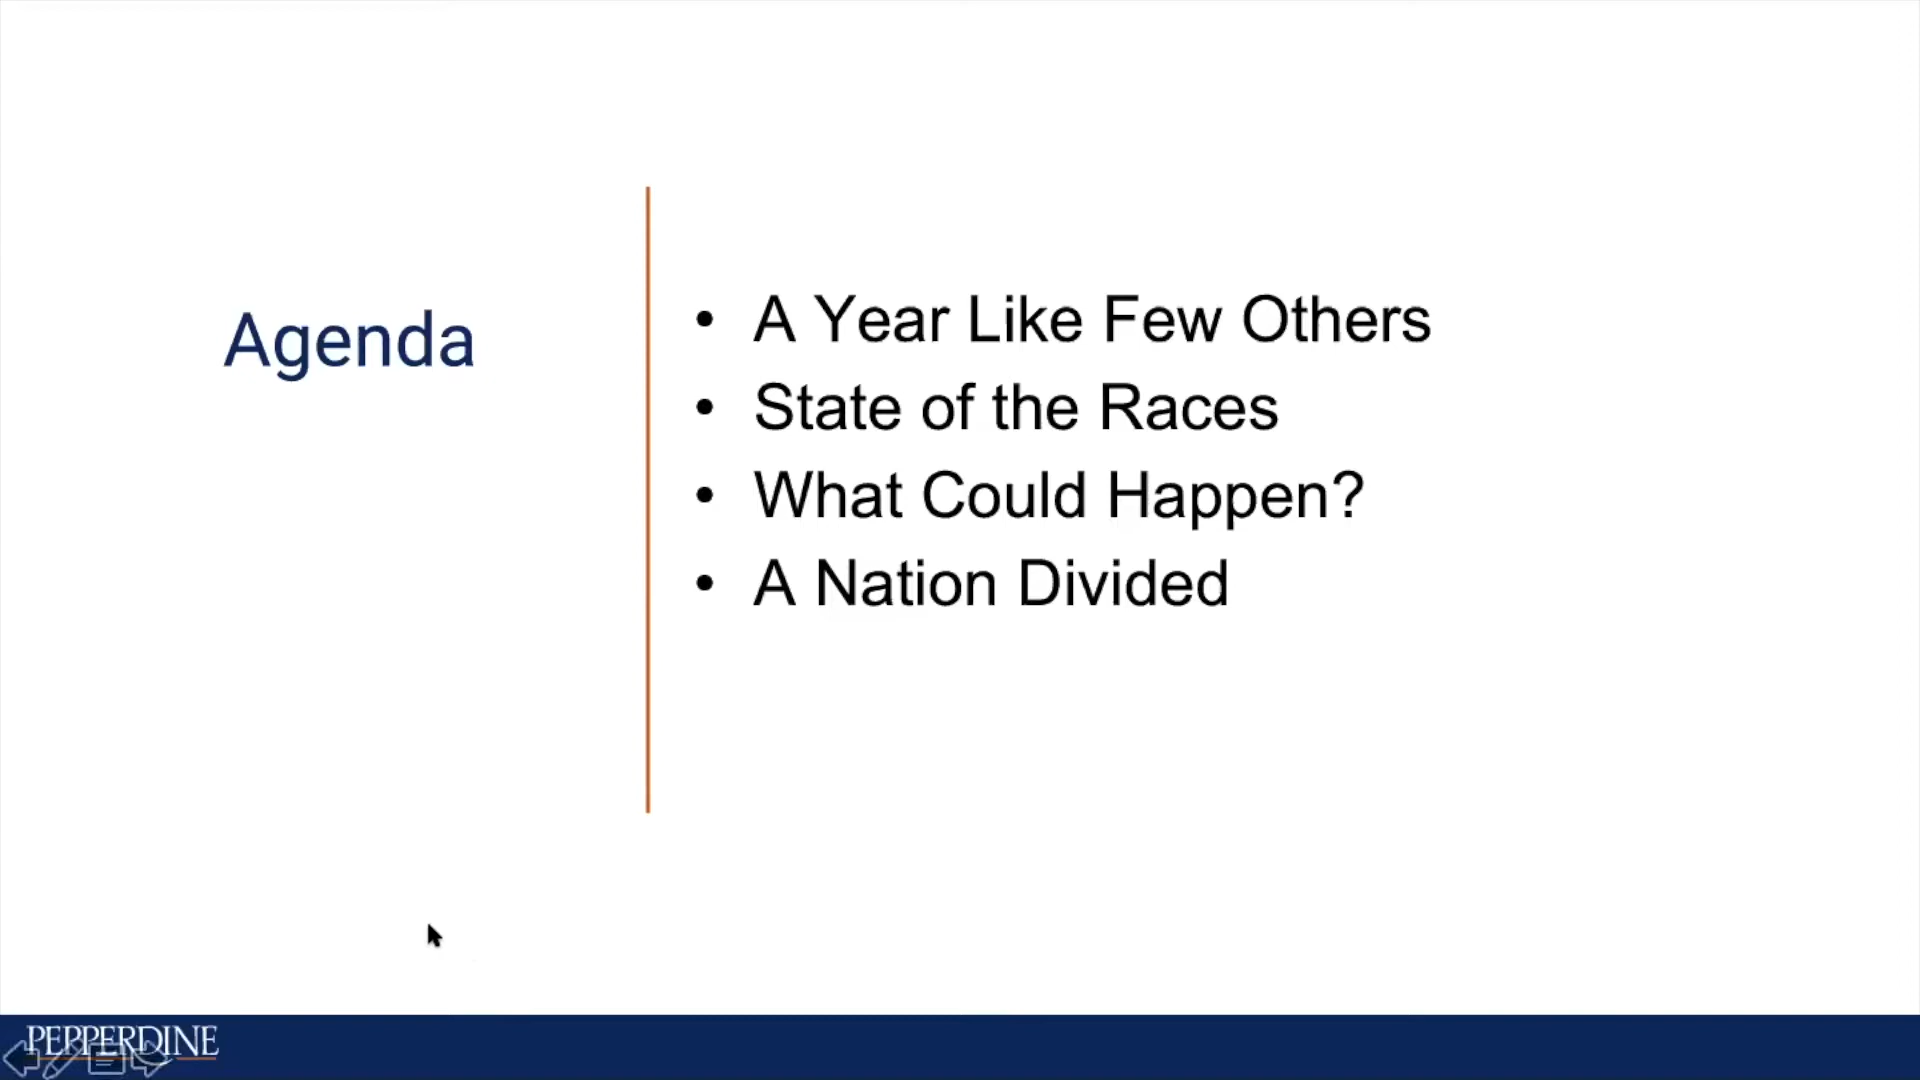 Agenda
• A Year Like Few Others
• State of the Races
• What Could Happen?
• A Nation Divided
PEPPERDINE